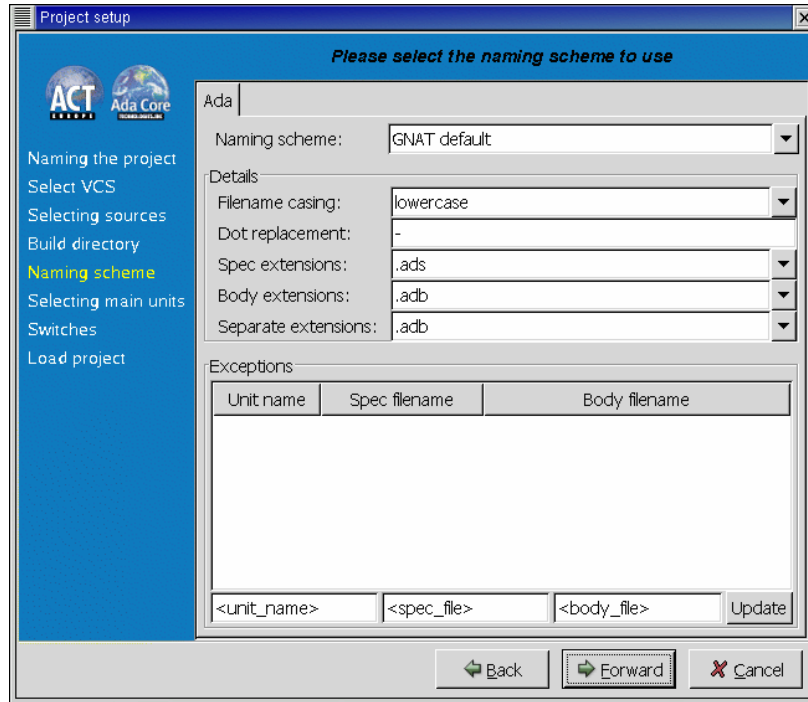 Project setup
Please select the naming scheme to use
ACT
EUROPE
Ada Core
TECHNOLOGIES, INC.
Naming the project
Select VCS
Selecting sources
Build directory
Naming scheme
Selecting main units
Switches
Load project
Ada
Naming scheme: GNAT default
Details
Filename casing: lowercase
Dot replacement: -
Spec extensions: .ads
Body extensions: .adb
Separate extensions: .adb
Exceptions
Unit name Spec filename Body filename
<unit_name> <spec_file> <body_file> Update
Back Forward Cancel